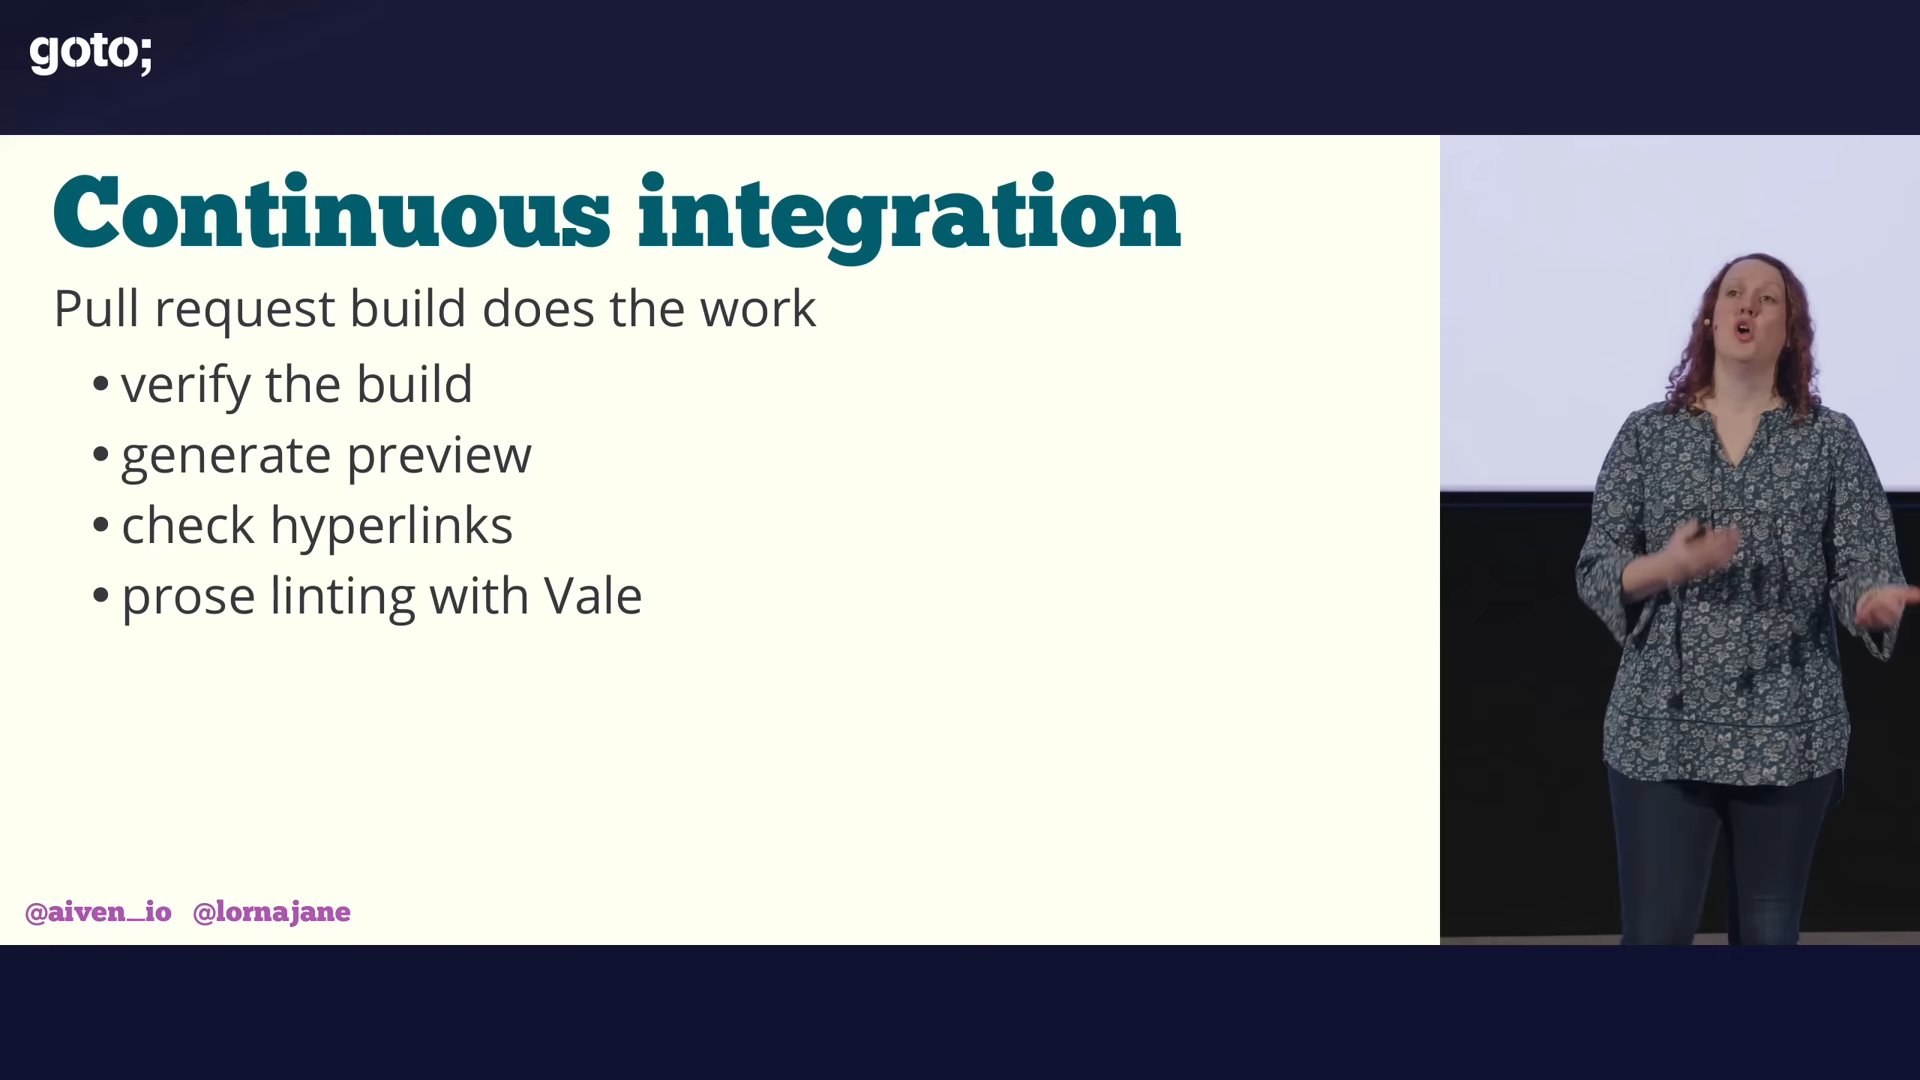 goto;
Continuous integration
Pull request build does the work
• verify the build
• generate preview
• check hyperlinks
• prose linting with Vale
@aiven_io @lornajane